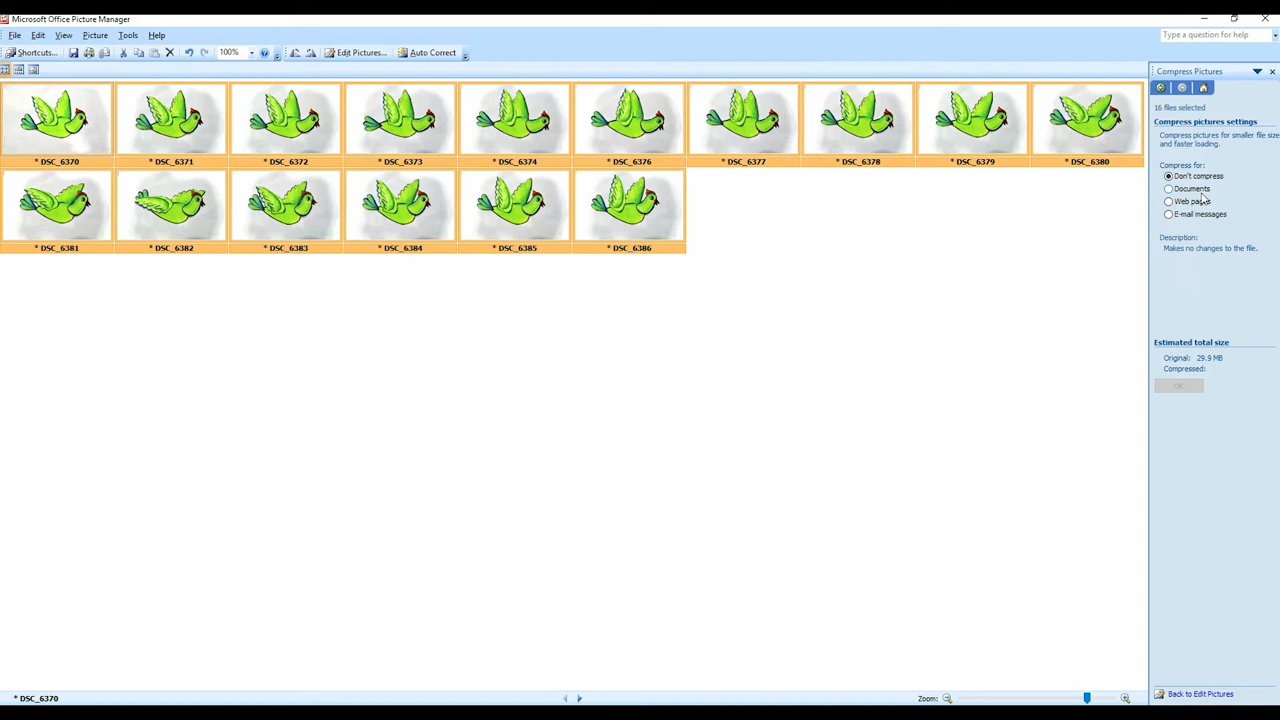 Microsoft Office Picture Manager
File Edit View Picture Tools Help
Type a question for help
Shortcuts... 100% Edit Pictures... Auto Correct
Compress Pictures
16 files selected
Compress pictures settings
Compress pictures for smaller file size
and faster loading.
Compress for:
Don't compress
Documents
Web pages
E-mail messages
Description:
Makes no changes to the file.
Estimated total size
Original: 29.9 MB
Compressed:
OK
* DSC_6370 * DSC_6371 * DSC_6372 * DSC_6373 * DSC_6374 * DSC_6376 * DSC_6377 * DSC_6378 * DSC_6379 * DSC_6380
* DSC_6381 * DSC_6382 * DSC_6383 * DSC_6384 * DSC_6385 * DSC_6386
Back to Edit Pictures
* DSC_6370 Zoom: